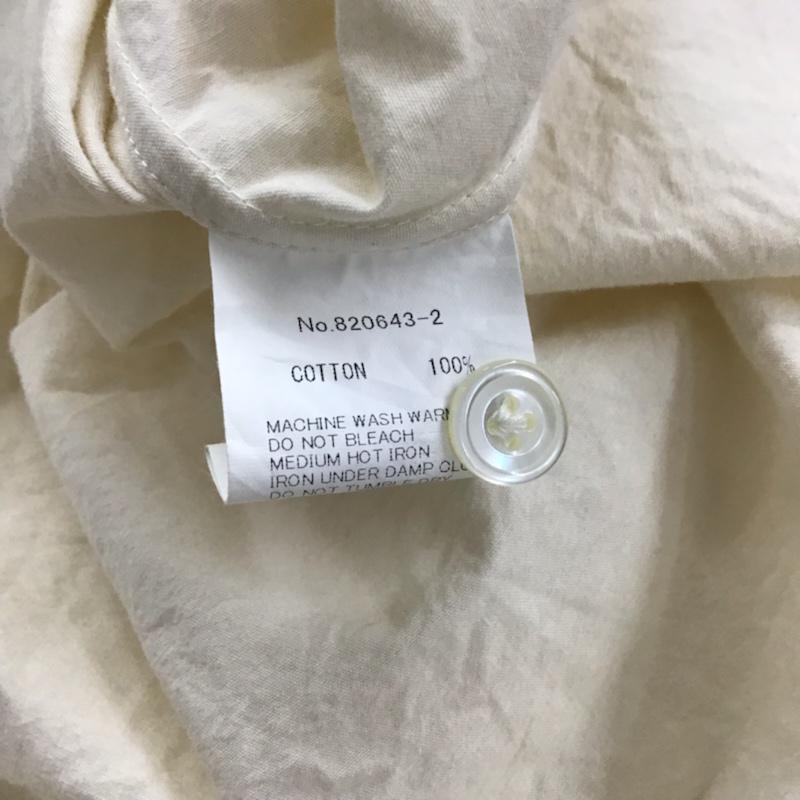 No.820643-2
COTTON 100%
MACHINE WASH WARM
DO NOT BLEACH
MEDIUM HOT IRON
IRON UNDER DAMP
DO NOT TUMBLE DRY